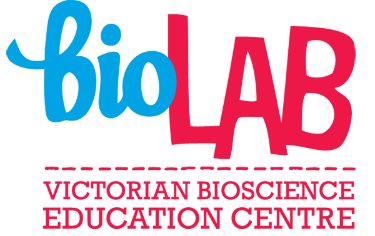 bioLAB
VICTORIAN BIOSCIENCE
EDUCATION CENTRE